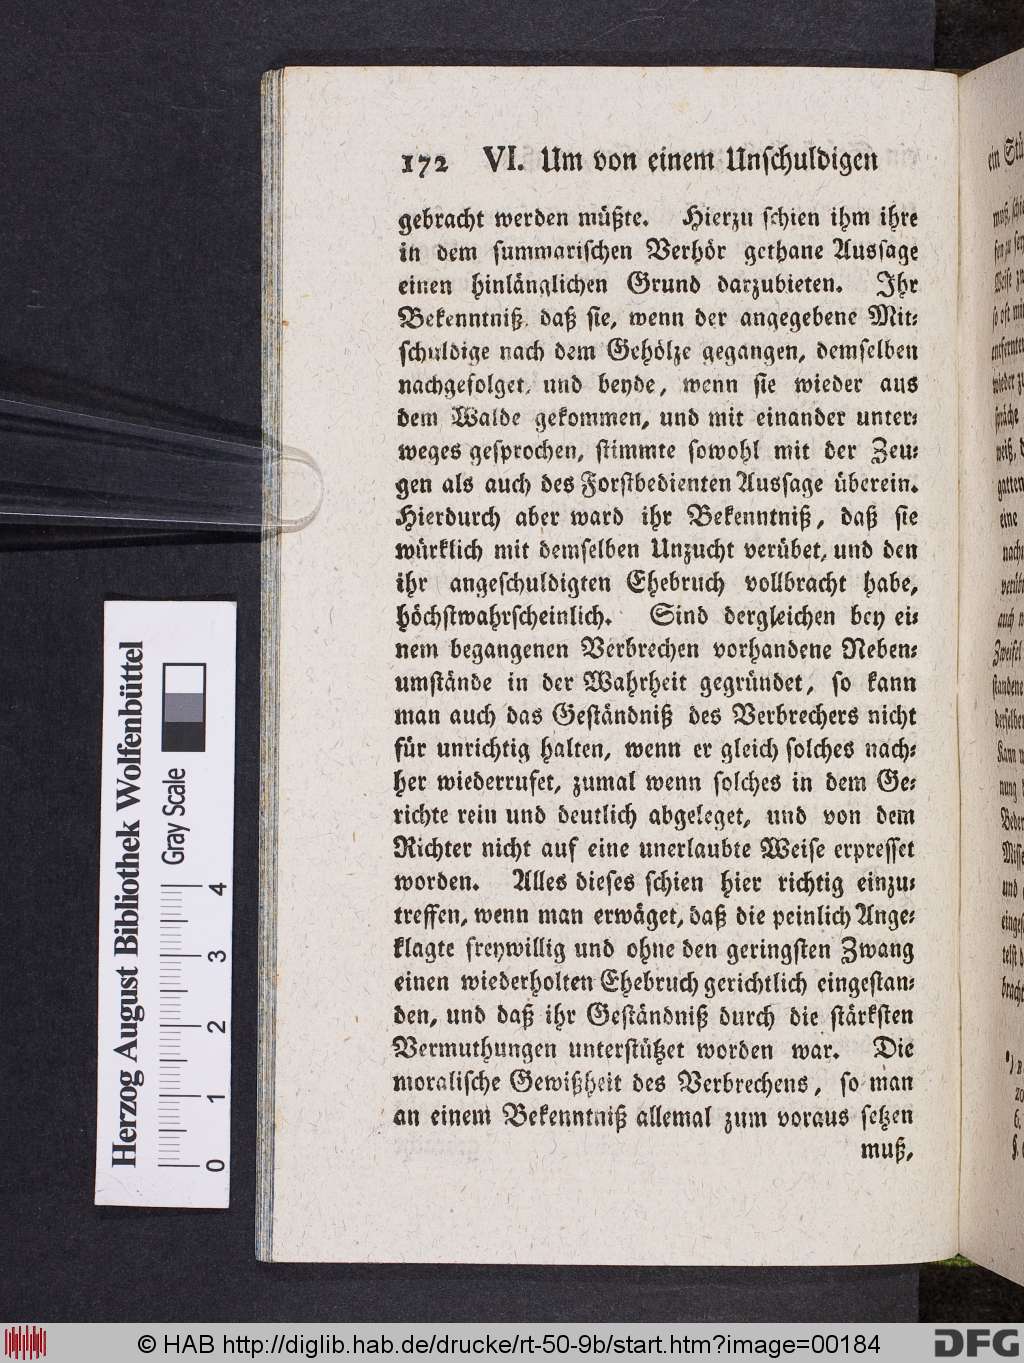 172 VI. Um von einem Unschuldigen
gebracht werden müßte. Hierzu schien ihm ihre
in dem summarischen Verhör gethane Aussage
einen hinlänglichen Grund darzubieten. Ihr
Bekenntniß, daß sie, wenn der angegebene Mit⸗
schuldige nach dem Gehölze gegangen, demselben
nachgefolget, und beyde, wenn sie wieder aus
dem Walde gekommen, und mit einander unter⸗
weges gesprochen, stimmte sowohl mit der Zeu⸗
gen als auch des Forstbedienten Aussage überein.
Hierdurch aber ward ihr Bekenntniß, daß sie
würklich mit demselben Unzucht verübet, und den
ihr angeschuldigten Ehebruch vollbracht habe,
höchstwahrscheinlich. Sind dergleichen bey ei⸗
nem begangenen Verbrechen vorhandene Neben⸗
umstände in der Wahrheit gegründet, so kann
man auch das Geständniß des Verbrechers nicht
für unrichtig halten, wenn er gleich solches nach⸗
her wiederrufet, zumal wenn solches in dem Ge⸗
richte rein und deutlich abgeleget, und von dem
Richter nicht auf eine unerlaubte Weise erpresset
worden. Alles dieses schien hier richtig einzu⸗
treffen, wenn man erwäget, daß die peinlich Ange⸗
klagte freywillig und ohne den geringsten Zwang
einen wiederholten Ehebruch gerichtlich eingestan⸗
den, und daß ihr Geständniß durch die stärksten
Vermuthungen unterstützet worden war. Die
moralische Gewißheit des Verbrechens, so man
an einem Bekenntniß allemal zum voraus setzen
muß,
Herzog August Bibliothek Wolfenbüttel
Gray Scale
0 1 2 3 4
© HAB http://diglib.hab.de/drucke/rt-50-9b/start.htm?image=00184
DFG